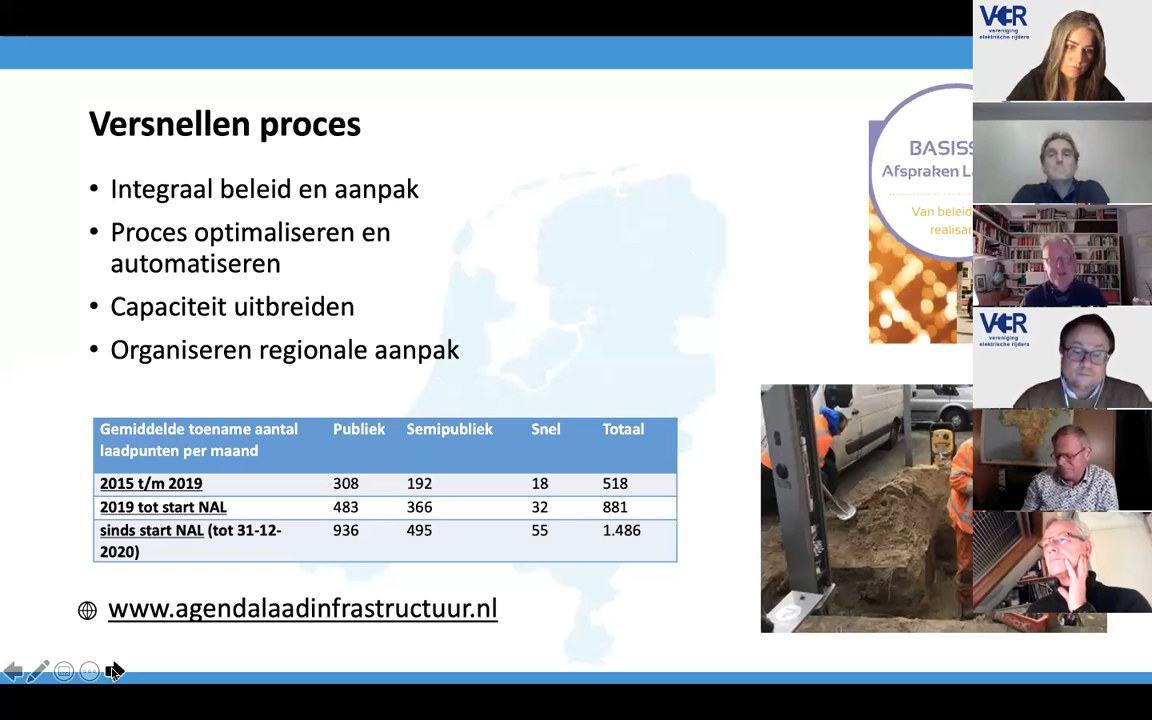 Versnellen proces
• Integraal beleid en aanpak
• Proces optimaliseren en
automatiseren
• Capaciteit uitbreiden
• Organiseren regionale aanpak
Gemiddelde toename aantal laadpunten per maand Publiek Semipubliek Snel Totaal
2015 t/m 2019 308 192 18 518
2019 tot start NAL 483 366 32 881
sinds start NAL (tot 31-12-2020) 936 495 55 1.486
www.agendalaadinfrastructuur.nl
BASISS
Afspraken La
Van beleid
realisa
VER
vereniging
elektrische rijders
VER
vereniging
elektrische rijders